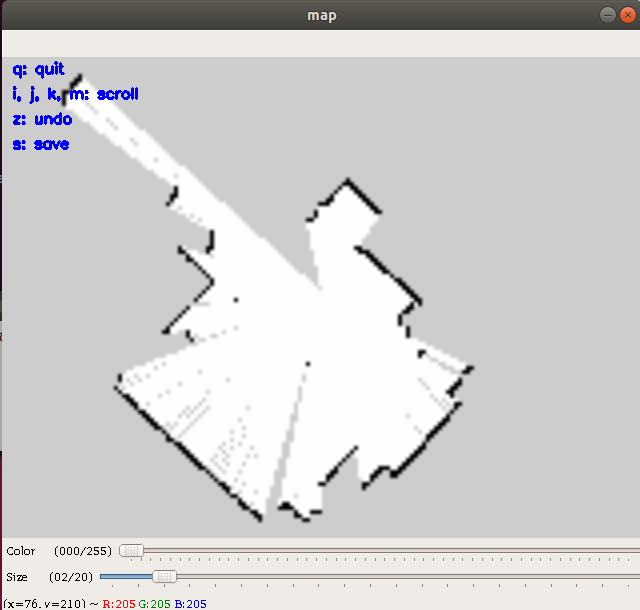 map
q: quit
i, j, k, m: scroll
z: undo
s: save
Color (000/255)
Size (02/20)
(x=76, y=210) ~ R:205 G:205 B:205